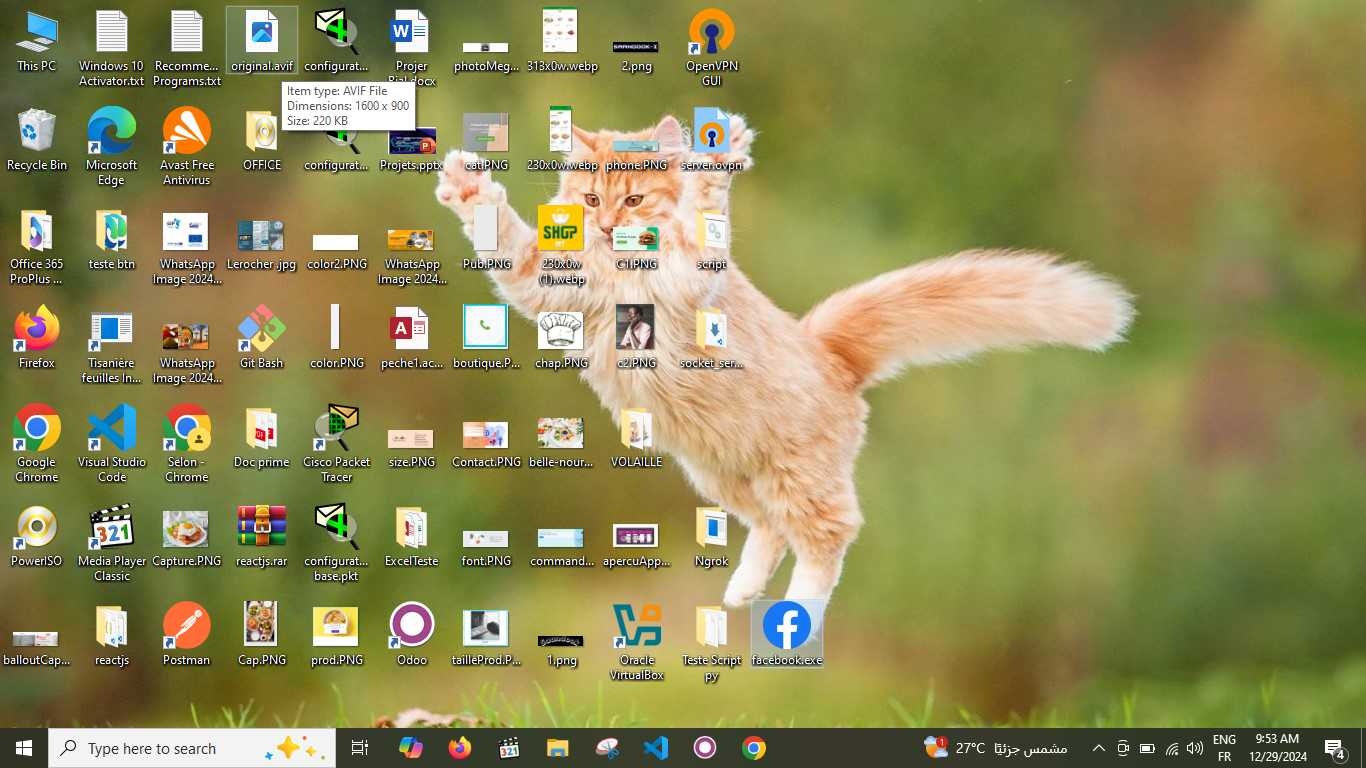 This PC
Windows 10
Activator.txt
Recomme...
Programs.txt
original.avif
configurat...
Projer
photoMeg...
313x0w.webp
2.png
OpenVPN
GUI
Item type: AVIF File
Dimensions: 1600 x 900
Size: 220 KB
Recycle Bin
Microsoft
Edge
Avast Free
Antivirus
OFFICE
configurat...
Projets.pptx
cat.PNG
230x0w.webp
phone.PNG
server.ovpn
Office 365
ProPlus ...
teste btn
WhatsApp
Image 2024...
Lerocher .jpg
color2.PNG
WhatsApp
Image 2024...
Pub.PNG
SHOP
230x0w
(1).webp
C1.PNG
script
Firefox
Tisanière
feuilles In...
WhatsApp
Image 2024...
Git Bash
color.PNG
peche1.ac...
boutique.P...
chap.PNG
c2.PNG
socket_ser...
Google
Chrome
Visual Studio
Code
Selon -
Chrome
Doc prime
Cisco Packet
Tracer
size.PNG
Contact.PNG
belle-nour...
VOLAILLE
PowerISO
321
Media Player
Classic
Capture.PNG
reactjs.rar
configurat...
base.pkt
ExcelTeste
font.PNG
command...
apercuApp...
Ngrok
balloutCap...
reactjs
Postman
Cap.PNG
prod.PNG
Odoo
tailleProd.P...
1.png
Oracle
VirtualBox
Teste Script
py
facebook.exe
Type here to search
321
1
27°C مشمس جزئيًا
ENG
FR
9:53 AM
12/29/2024
4